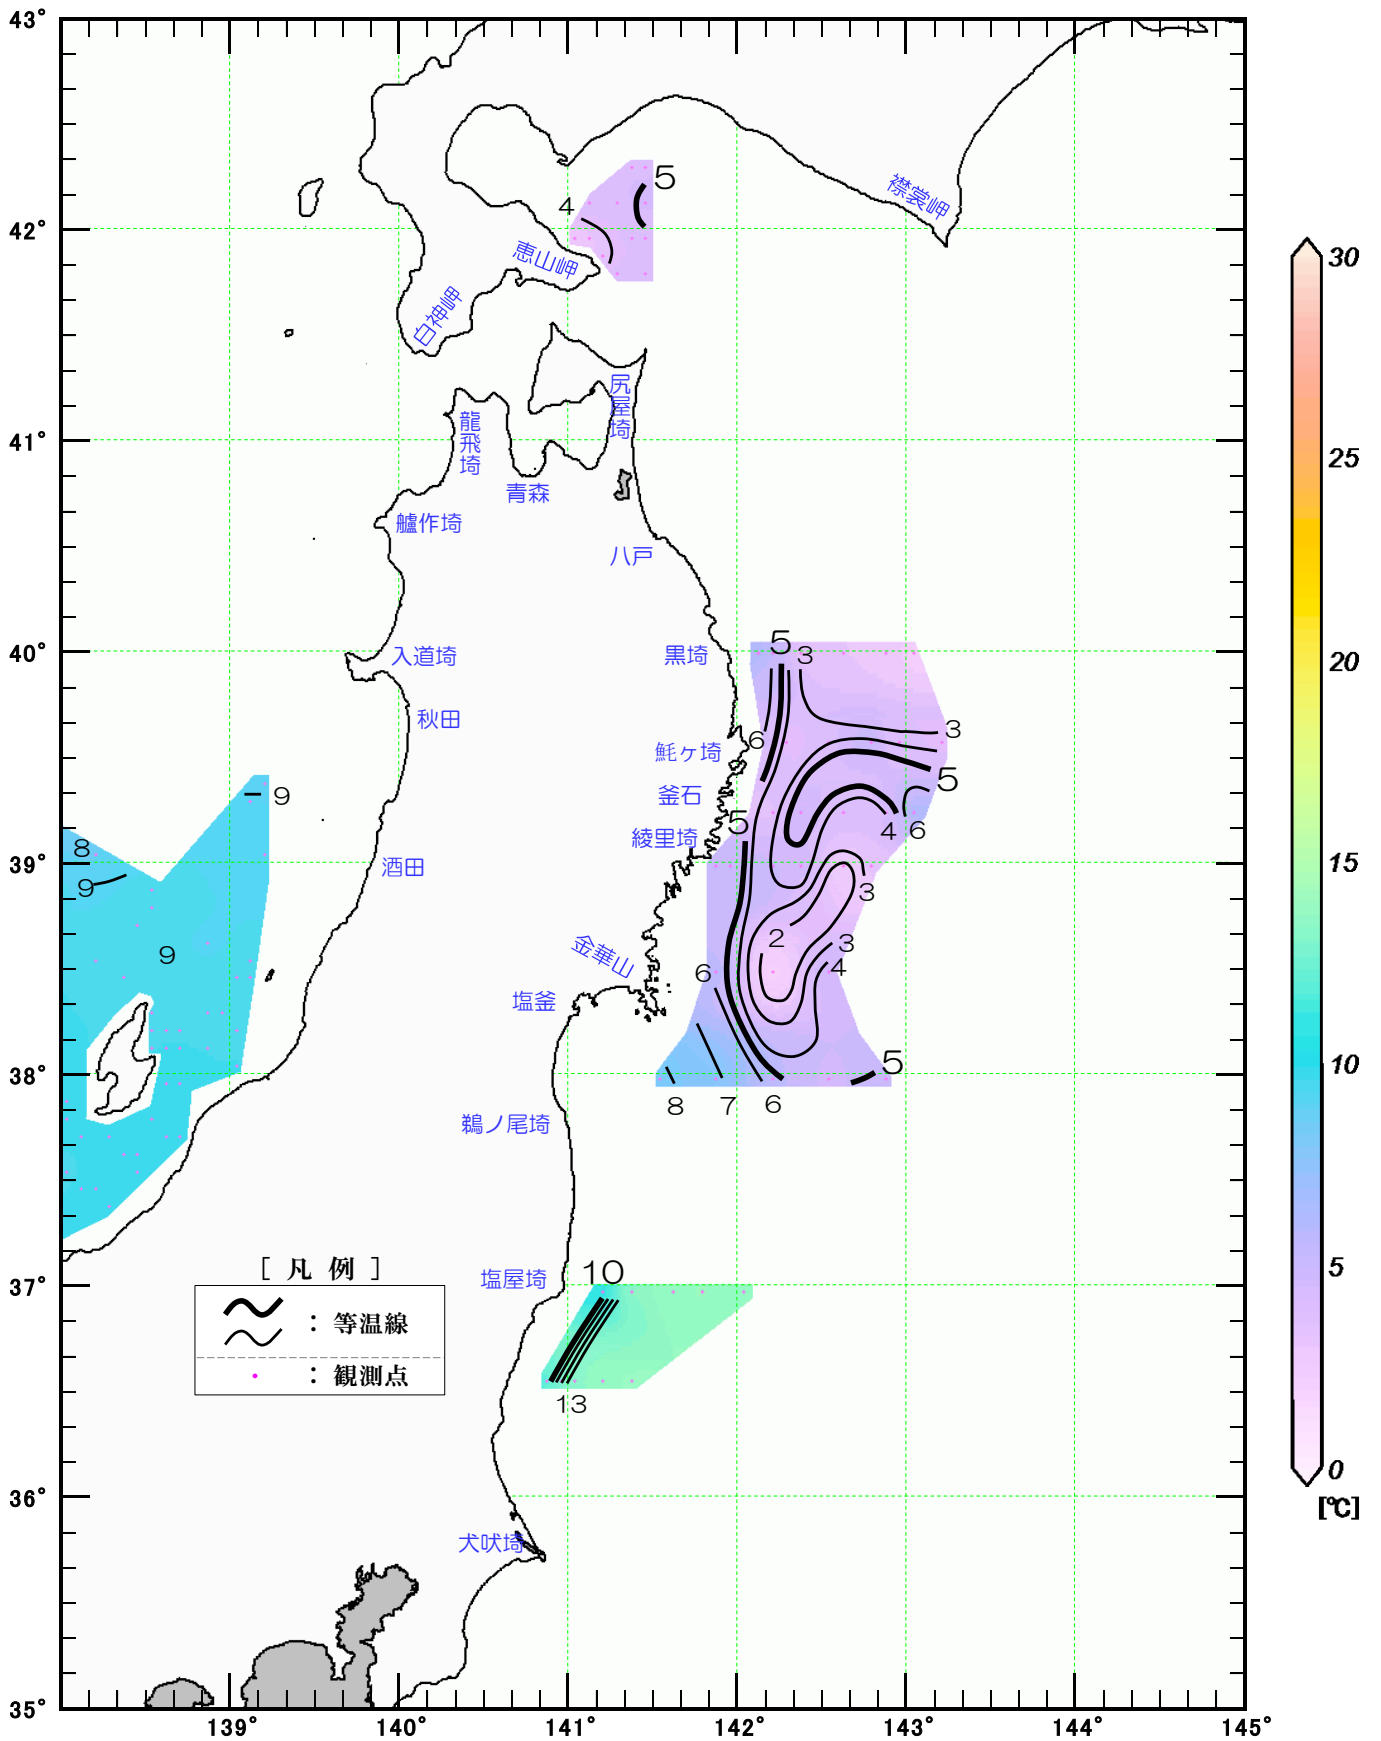 43°
42°
41°
40°
39°
38°
37°
36°
35°
139°
140°
141°
142°
143°
144°
145°
襟裳岬
5
4
恵山岬
白神岬
尻屋埼
龍飛埼
青森
艫作埼
八戸
入道埼
黒埼
5
3
秋田
3
6
魹ヶ埼
5
9
釜石
5
4
6
綾里埼
8
酒田
9
3
2
3
9
金華山
6
4
塩釜
5
8
7
6
鵜ノ尾埼
塩屋埼
10
13
[ 凡 例 ]
: 等温線
: 観測点
犬吠埼
30
25
20
15
10
5
0
[℃]